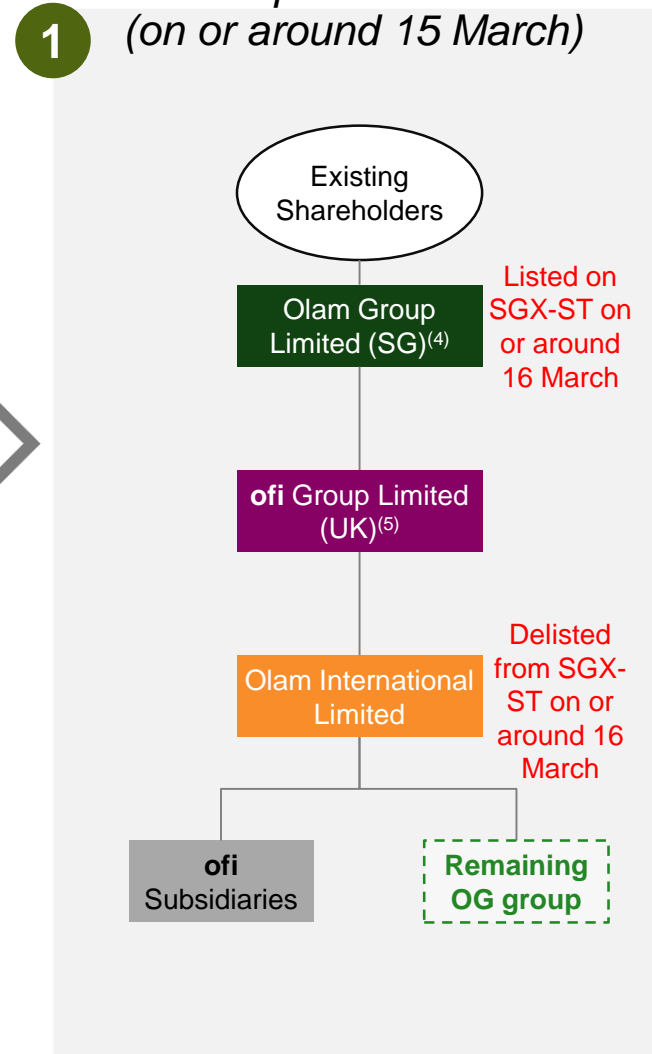 1
(on or around 15 March)
Existing
Shareholders
Olam Group
Limited (SG)(4)
Listed on
SGX-ST on
or around
16 March
ofi Group Limited
(UK)(5)
Olam International
Limited
Delisted
from SGX-
ST on or
around 16
March
ofi
Subsidiaries
Remaining
OG group